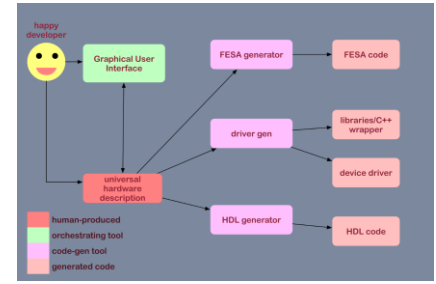 happy
developer
Graphical User
Interface
FESA generator
FESA code
driver gen
libraries/C++
wrapper
device driver
universal
hardware
description
HDL generator
HDL code
human-produced
orchestrating tool
code-gen tool
generated code